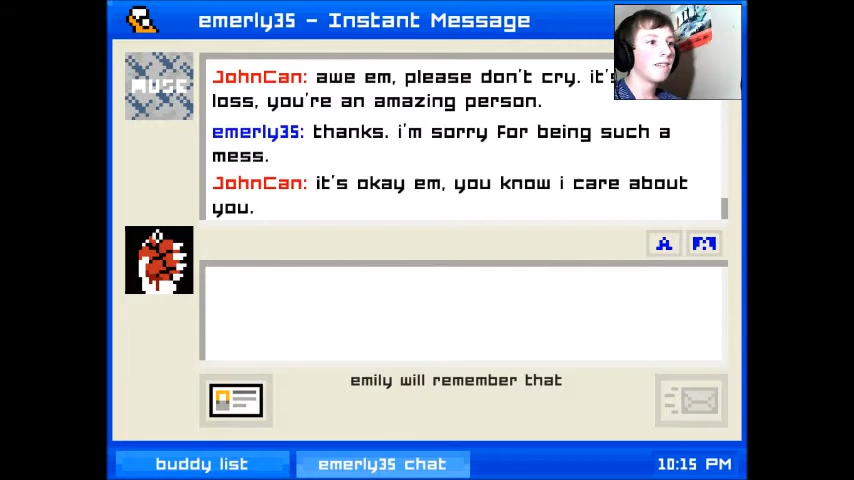 emerly35 - Instant Message
MUSE
JohnCan: awe em, please don't cry. it's
loss, you're an amazing person.
emerly35: thanks. i'm sorry for being such a
mess.
JohnCan: it's okay em, you know i care about
you.
A
emily will remember that
buddy list
emerly35 chat
10:15 PM